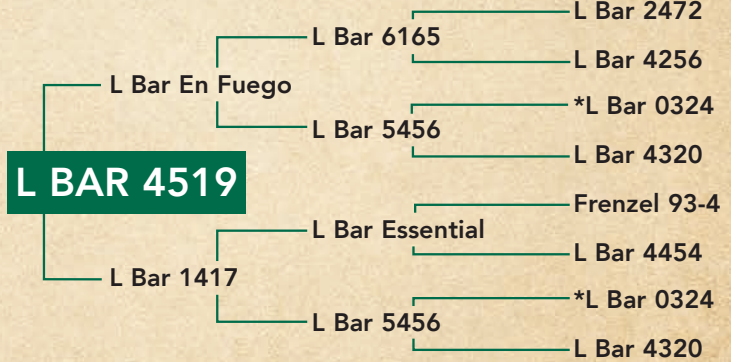 L Bar 2472
L Bar 6165
L Bar 4256
L Bar En Fuego
*L Bar 0324
L Bar 5456
L Bar 4320
L BAR 4519
Frenzel 93-4
L Bar Essential
L Bar 4454
L Bar 1417
*L Bar 0324
L Bar 5456
L Bar 4320